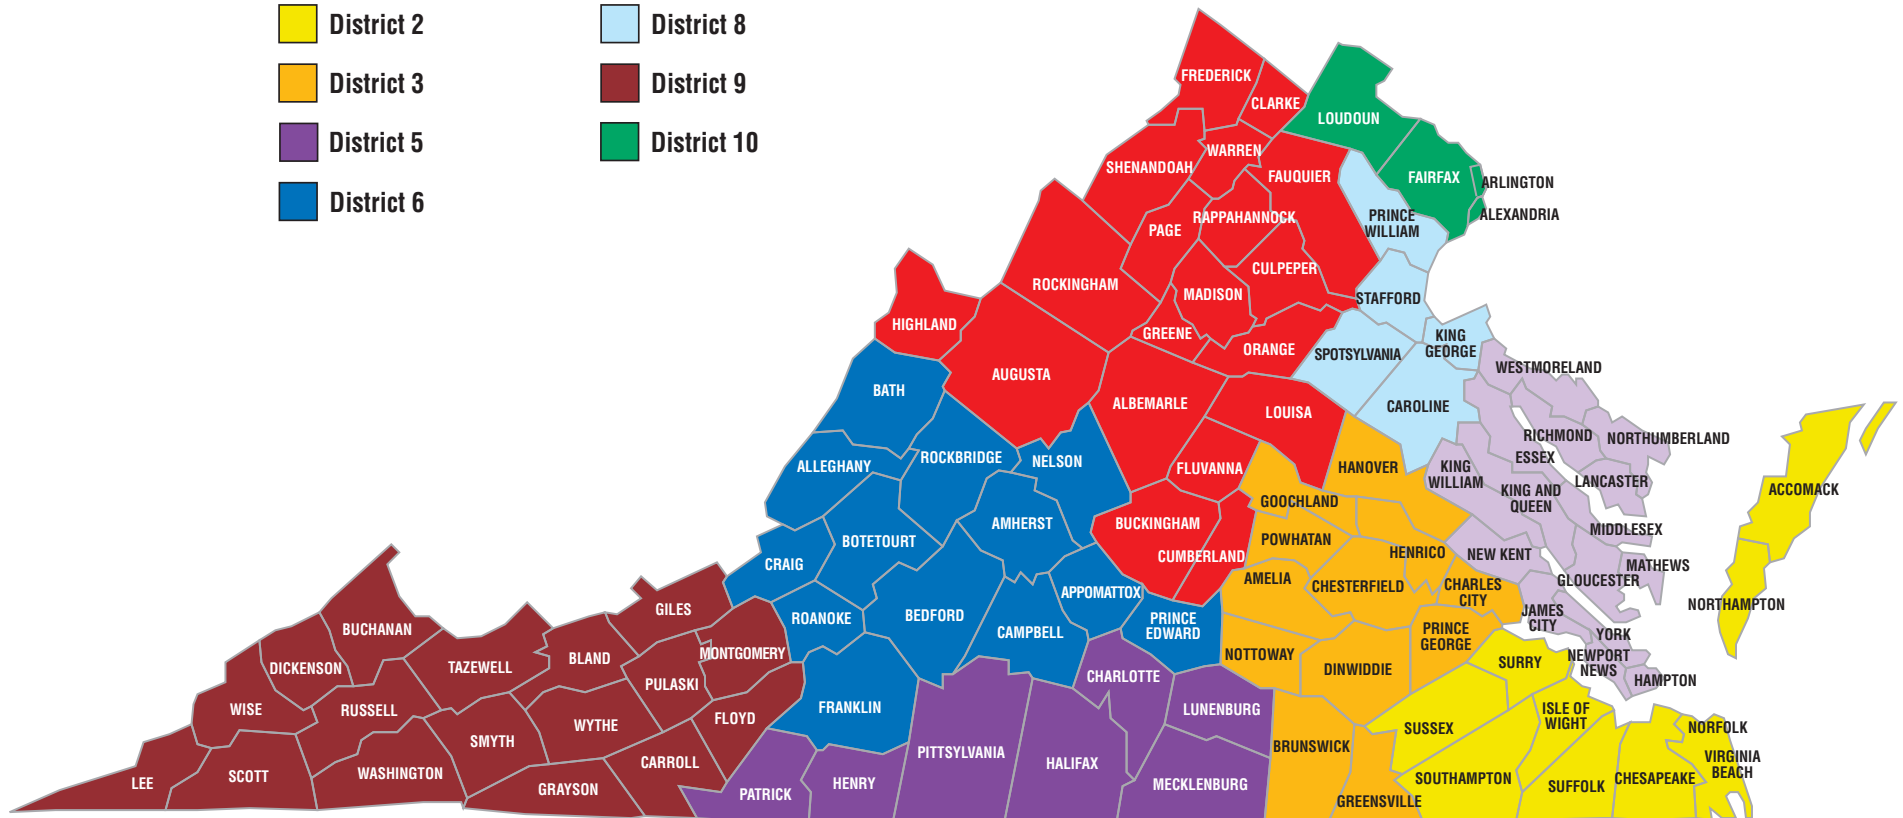 District 2
District 8
District 3
District 9
District 5
District 10
District 6
FREDERICK
CLARKE
LOUDOUN
WARREN
SHENANDOAH
FAUQUIER
FAIRFAX
ARLINGTON
ALEXANDRIA
RAPPAHANNOCK
PAGE
PRINCE
WILLIAM
CULPEPER
ROCKINGHAM
MADISON
STAFFORD
HIGHLAND
GREENE
ORANGE
SPOTSYLVANIA
KING
GEORGE
WESTMORELAND
AUGUSTA
BATH
ALBEMARLE
LOUISA
CAROLINE
RICHMOND
NORTHUMBERLAND
ALLEGHANY
ROCKBRIDGE
NELSON
FLUVANNA
HANOVER
KING
WILLIAM
ESSEX
LANCASTER
ACCOMACK
GOOCHLAND
KING AND
QUEEN
AMHERST
BUCKINGHAM
MIDDLESEX
BOTETOURT
POWHATAN
CUMBERLAND
HENRICO
NEW KENT
MATHEWS
CRAIG
AMELIA
CHESTERFIELD
CHARLES
CITY
GLOUCESTER
APPOMATTOX
NORTHAMPTON
GILES
ROANOKE
BEDFORD
CAMPBELL
PRINCE
EDWARD
JAMES
CITY
BUCHANAN
PRINCE
GEORGE
YORK
DICKENSON
TAZEWELL
BLAND
MONTGOMERY
NOTTOWAY
DINWIDDIE
SURRY
NEWPORT
NEWS
HAMPTON
PULASKI
CHARLOTTE
WISE
RUSSELL
WYTHE
FLOYD
FRANKLIN
LUNENBURG
ISLE OF
WIGHT
SMYTH
SUSSEX
NORFOLK
PITTSYLVANIA
BRUNSWICK
VIRGINIA
BEACH
LEE
SCOTT
WASHINGTON
CARROLL
HALIFAX
GRAYSON
PATRICK
HENRY
MECKLENBURG
SOUTHAMPTON
SUFFOLK
CHESAPEAKE
GREENSVILLE